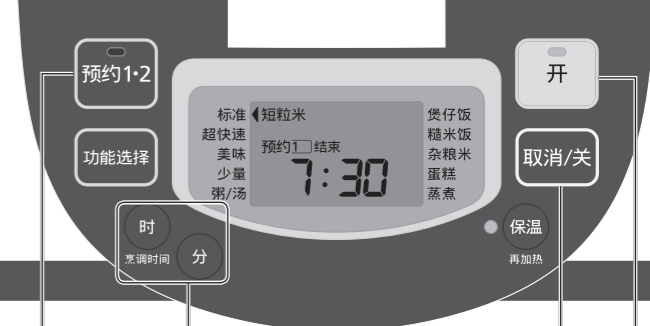 预约1·2
开
标准
短粒米
煲仔饭
超快速
糙米饭
功能选择
美味
预约1 结束
杂粮米
取消/关
少量
7:30
蛋糕
粥/汤
蒸煮
时
保温
烹调时间
分
再加热